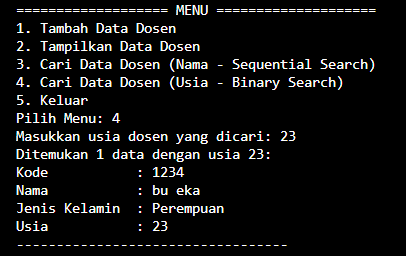 =================== MENU ====================
1. Tambah Data Dosen
2. Tampilkan Data Dosen
3. Cari Data Dosen (Nama - Sequential Search)
4. Cari Data Dosen (Usia - Binary Search)
5. Keluar
Pilih Menu: 4
Masukkan usia dosen yang dicari: 23
Ditemukan 1 data dengan usia 23:
Kode           : 1234
Nama           : bu eka
Jenis Kelamin  : Perempuan
Usia           : 23
----------------------------------